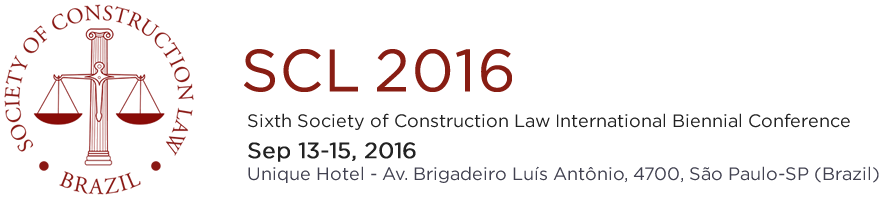 SOCIETY OF CONSTRUCTION LAW
• BRAZIL •
SCL 2016
Sixth Society of Construction Law International Biennial Conference
Sep 13-15, 2016
Unique Hotel - Av. Brigadeiro Luís Antônio, 4700, São Paulo-SP (Brazil)